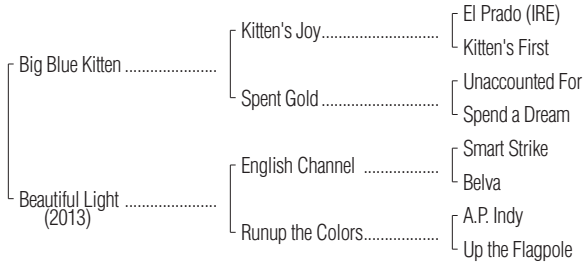 El Prado (IRE)
Kitten's Joy..............................
Kitten's First
Big Blue Kitten ......................
Unaccounted For
Spent Gold ............................
Spend a Dream
Smart Strike
English Channel ..................
Belva
Beautiful Light ......................
(2013)
A.P. Indy
Runup the Colors..................
Up the Flagpole